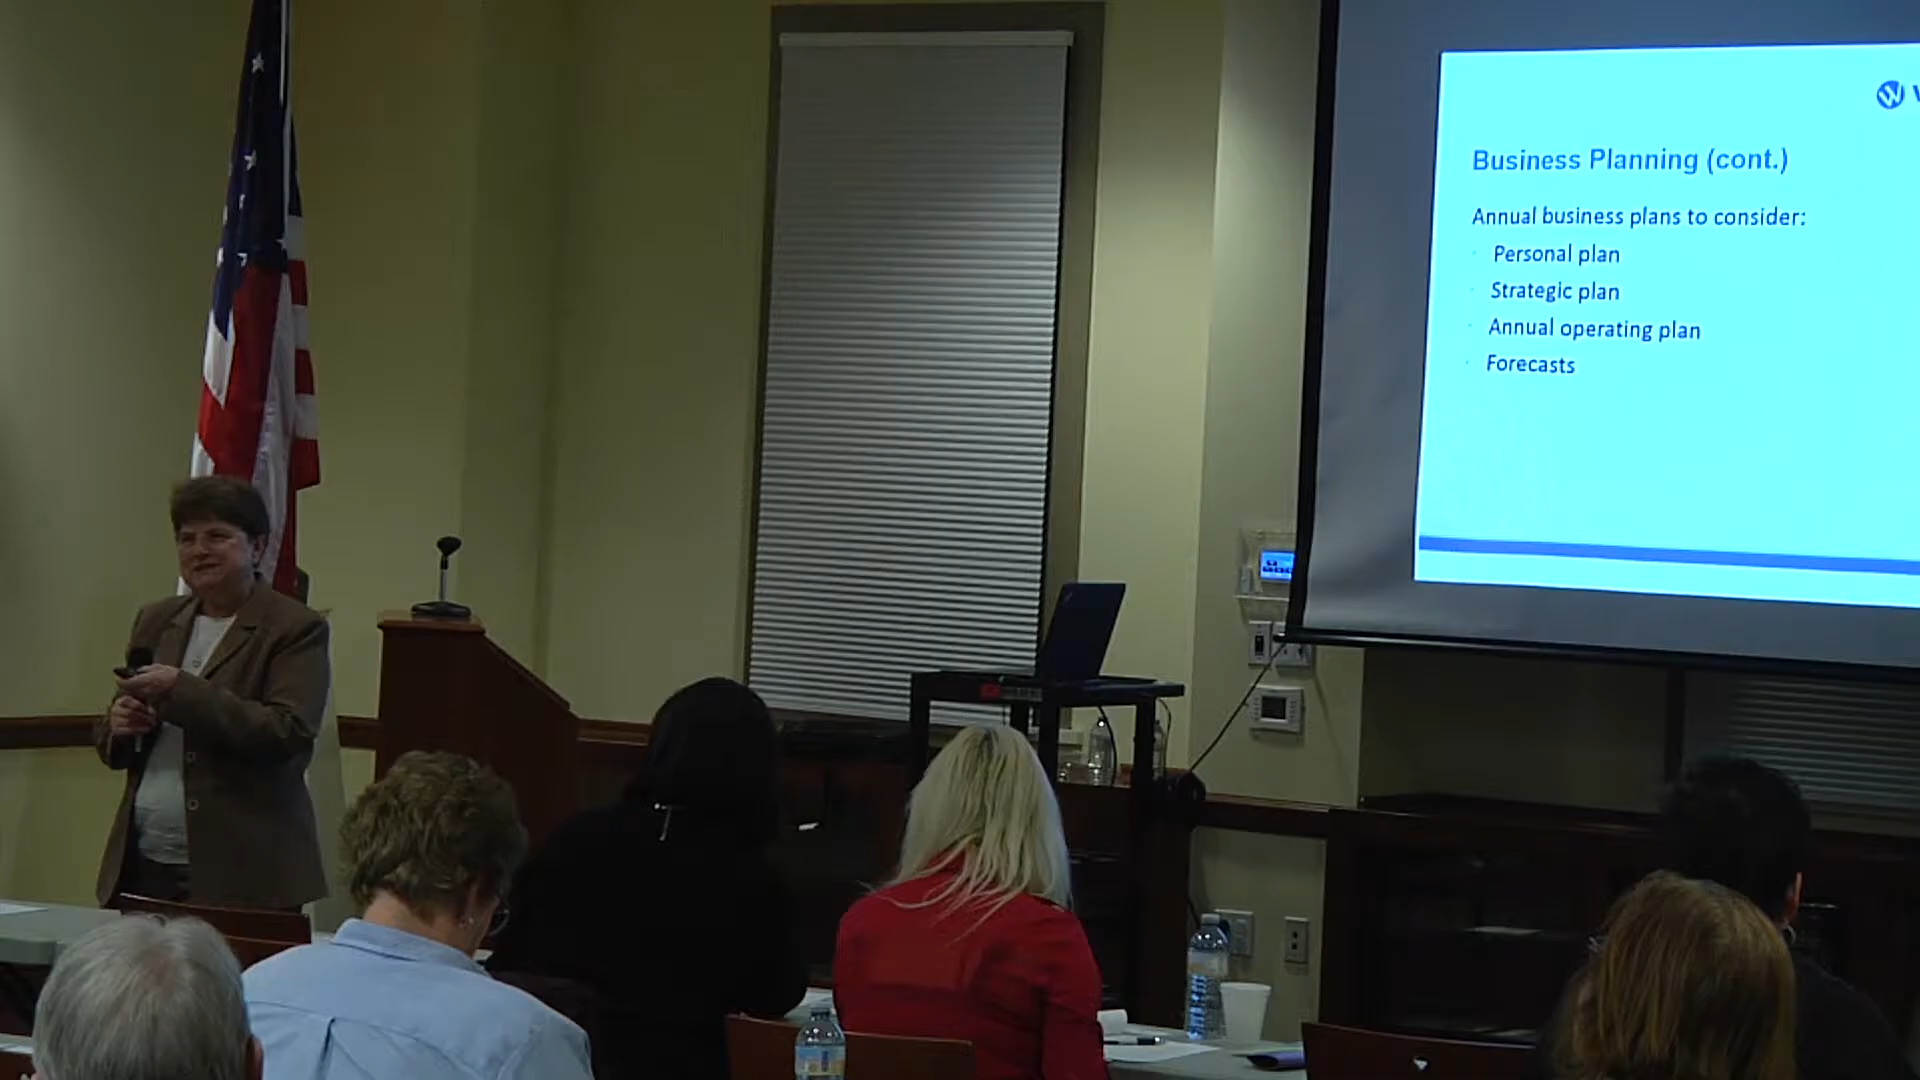 Business Planning (cont.)
Annual business plans to consider:
Personal plan
Strategic plan
Annual operating plan
Forecasts